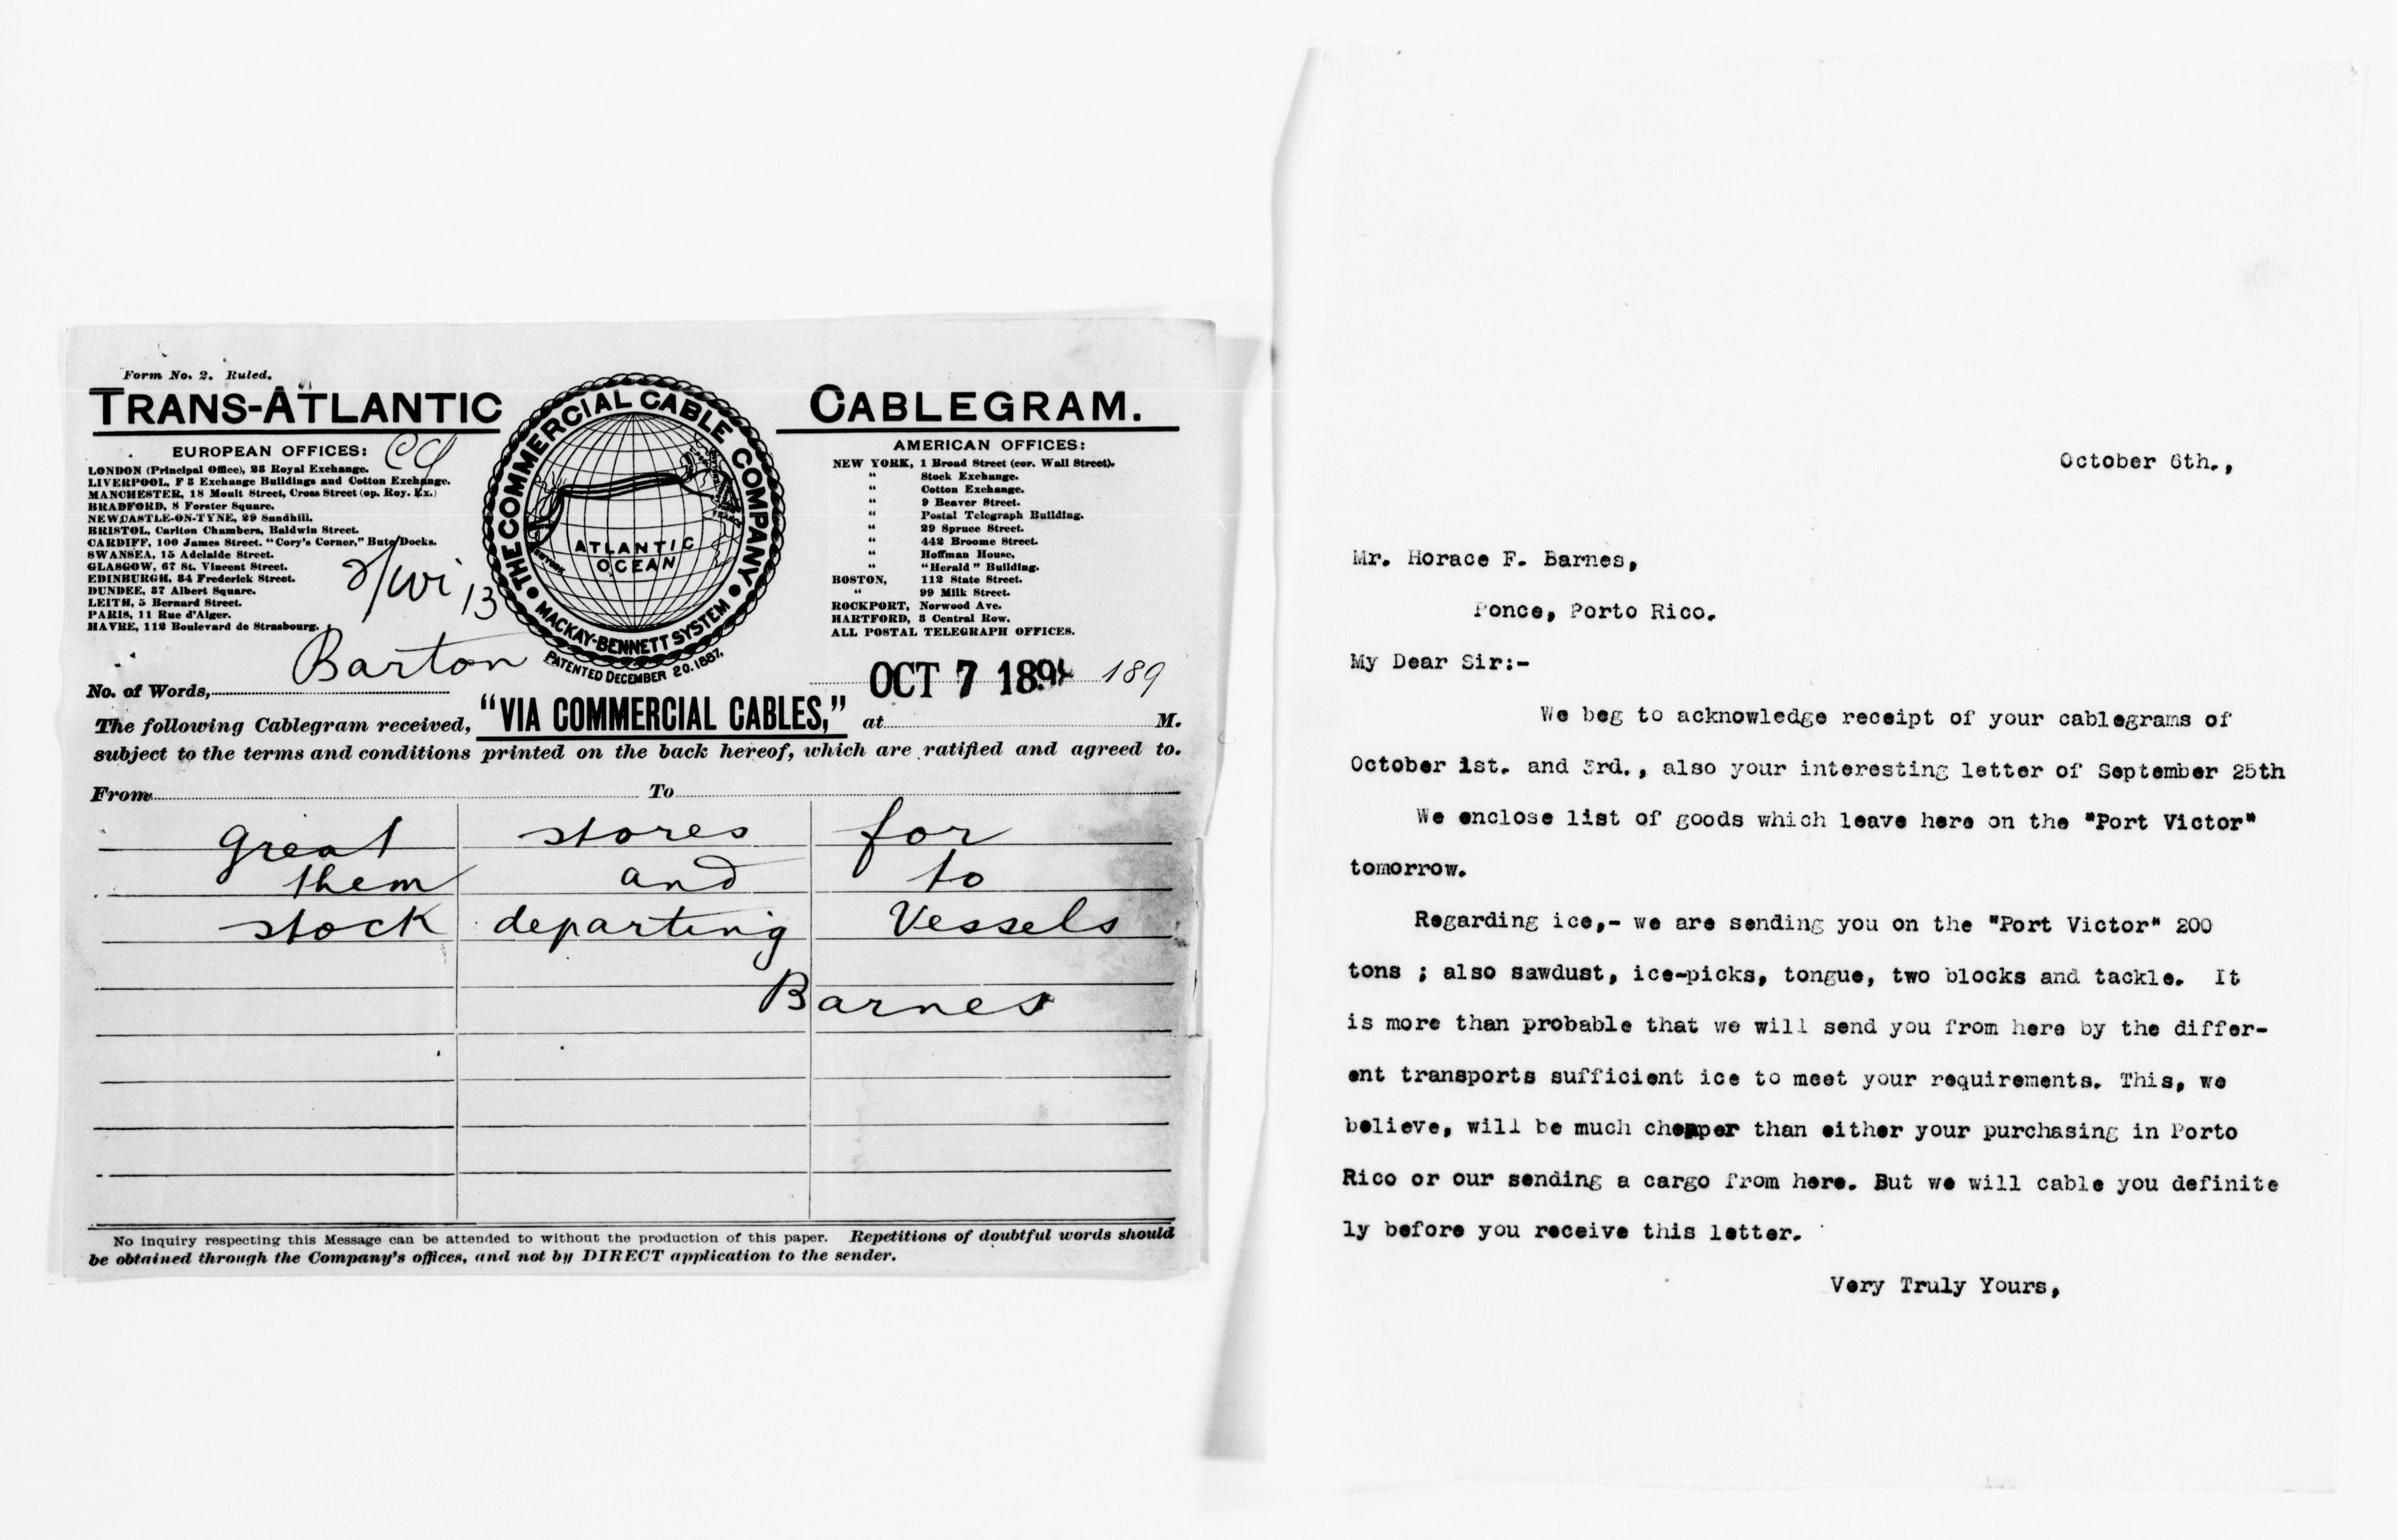 Form No. 2. Ruled.
TRANS-ATLANTIC CABLEGRAM.
THE COMMERCIAL CABLE COMPANY
MACKAY-BENNETT SYSTEM
ATLANTIC
OCEAN
PATENTED DECEMBER 20. 1887.
EUROPEAN OFFICES:
LONDON (Principal Office), 23 Royal Exchange.
LIVERPOOL, F 3 Exchange Buildings and Cotton Exchange.
MANCHESTER, 18 Moult Street, Cross Street (op. Roy. Ex.)
BRADFORD, 8 Forster Square.
NEWCASTLE-ON-TYNE, 29 Sandhill.
BRISTOL, Carlton Chambers, Baldwin Street.
CARDIFF, 100 James Street. "Cory's Corner," Bute Docks.
SWANSEA, 15 Adelaide Street.
GLASGOW, 67 St. Vincent Street.
EDINBURGH, 84 Frederick Street.
DUNDEE, 37 Albert Square.
LEITH, 5 Bernard Street.
PARIS, 11 Rue d'Alger.
HAVRE, 112 Boulevard de Strasbourg.
AMERICAN OFFICES:
NEW YORK, 1 Broad Street (cor. Wall Street).
" Stock Exchange.
" Cotton Exchange.
" 9 Beaver Street.
" Postal Telegraph Building.
" 29 Spruce Street.
" 442 Broome Street.
" Hoffman House.
" "Herald" Building.
BOSTON, 112 State Street.
" 99 Milk Street.
ROCKPORT, Norwood Ave.
HARTFORD, 3 Central Row.
ALL POSTAL TELEGRAPH OFFICES.
13
Barton
No. of Words, OCT 7 189 189
The following Cablegram received, "VIA COMMERCIAL CABLES," at M.
subject to the terms and conditions printed on the back hereof, which are ratified and agreed to.
From To
great stores for
them and to
stock departing Vessels
Barnes
No inquiry respecting this Message can be attended to without the production of this paper. Repetitions of doubtful words should
be obtained through the Company's offices, and not by DIRECT application to the sender.
October 6th.,
Mr. Horace F. Barnes,
Ponce, Porto Rico.
My Dear Sir:-
We beg to acknowledge receipt of your cablegrams of
October 1st. and 3rd., also your interesting letter of September 25th
We enclose list of goods which leave here on the "Port Victor"
tomorrow.
Regarding ice,- we are sending you on the "Port Victor" 200
tons ; also sawdust, ice-picks, tongue, two blocks and tackle. It
is more than probable that we will send you from here by the differ-
ent transports sufficient ice to meet your requirements. This, we
believe, will be much cheaper than either your purchasing in Porto
Rico or our sending a cargo from here. But we will cable you definite
ly before you receive this letter.
Very Truly Yours,